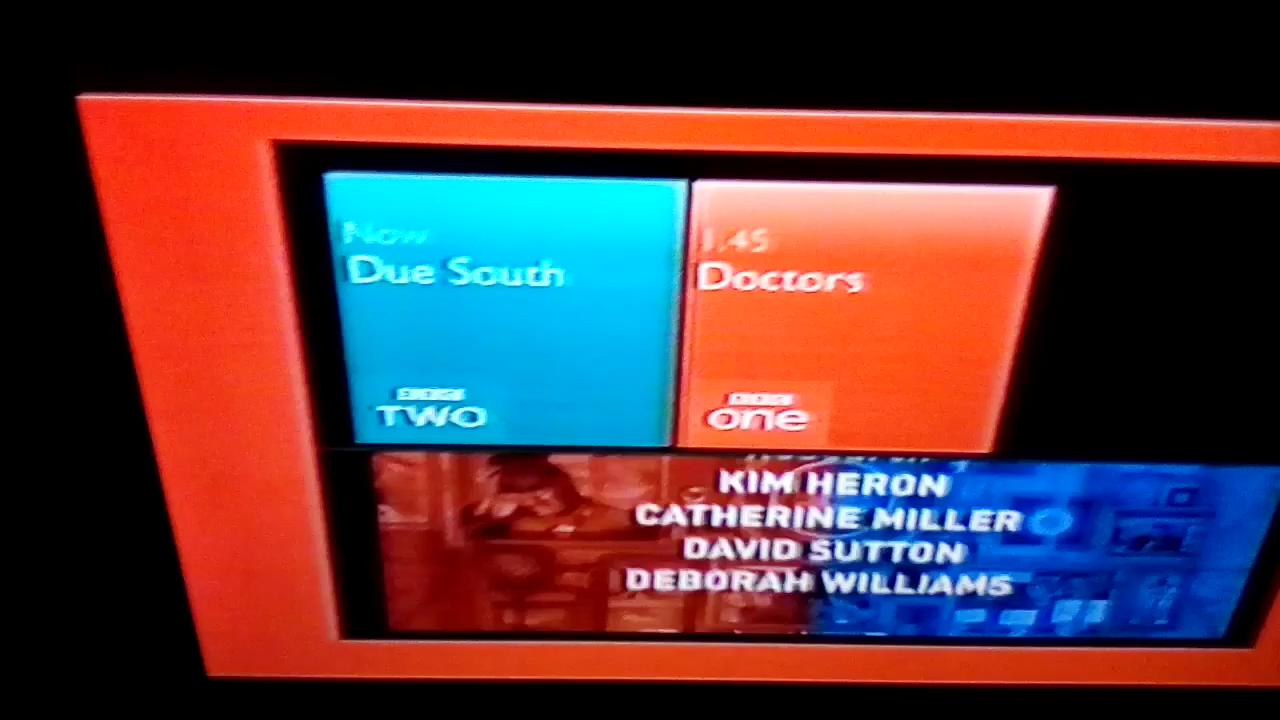 Now
Due South
BBC
TWO
1.45
Doctors
BBC
one
KIM HERON
CATHERINE MILLER
DAVID SUTTON
DEBORAH WILLIAMS